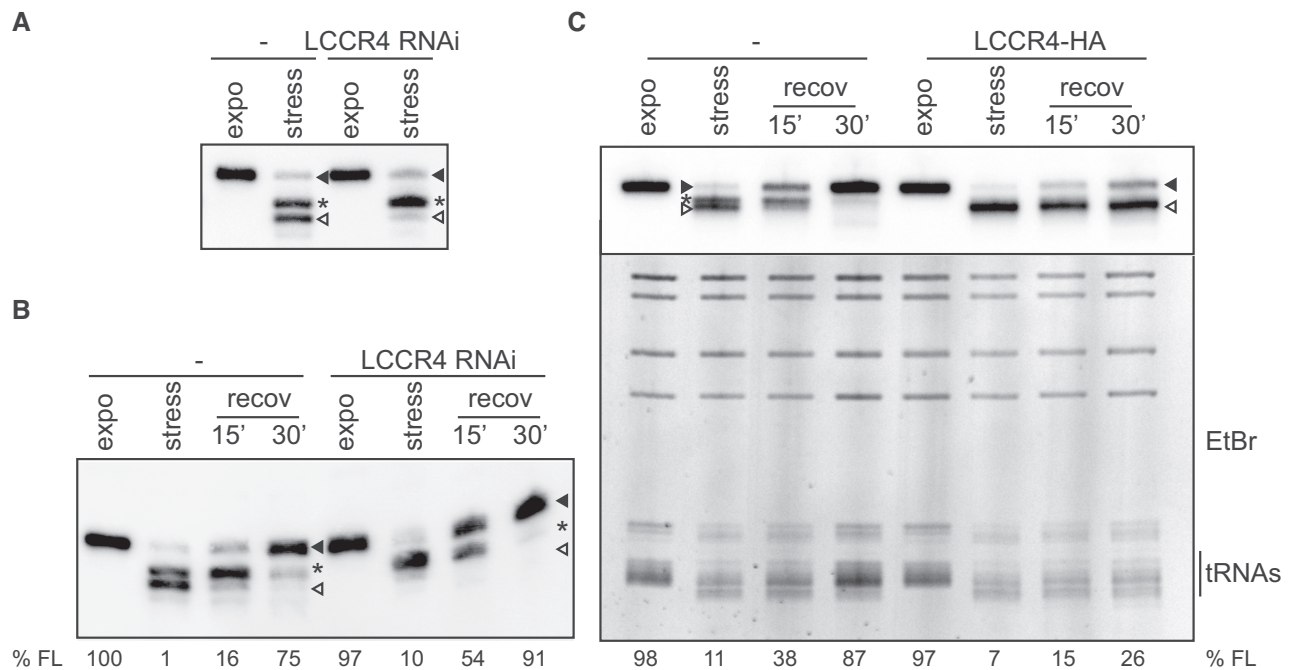 A
- LCCR4 RNAi
expo stress expo stress
*
*
B
- LCCR4 RNAi
expo stress recov expo stress recov
15' 30' 15' 30'
*
*
% FL 100 1 16 75 97 10 54 91
C
- LCCR4-HA
expo stress recov expo stress recov
15' 30' 15' 30'
*
EtBr
tRNAs
98 11 38 87 97 7 15 26 % FL